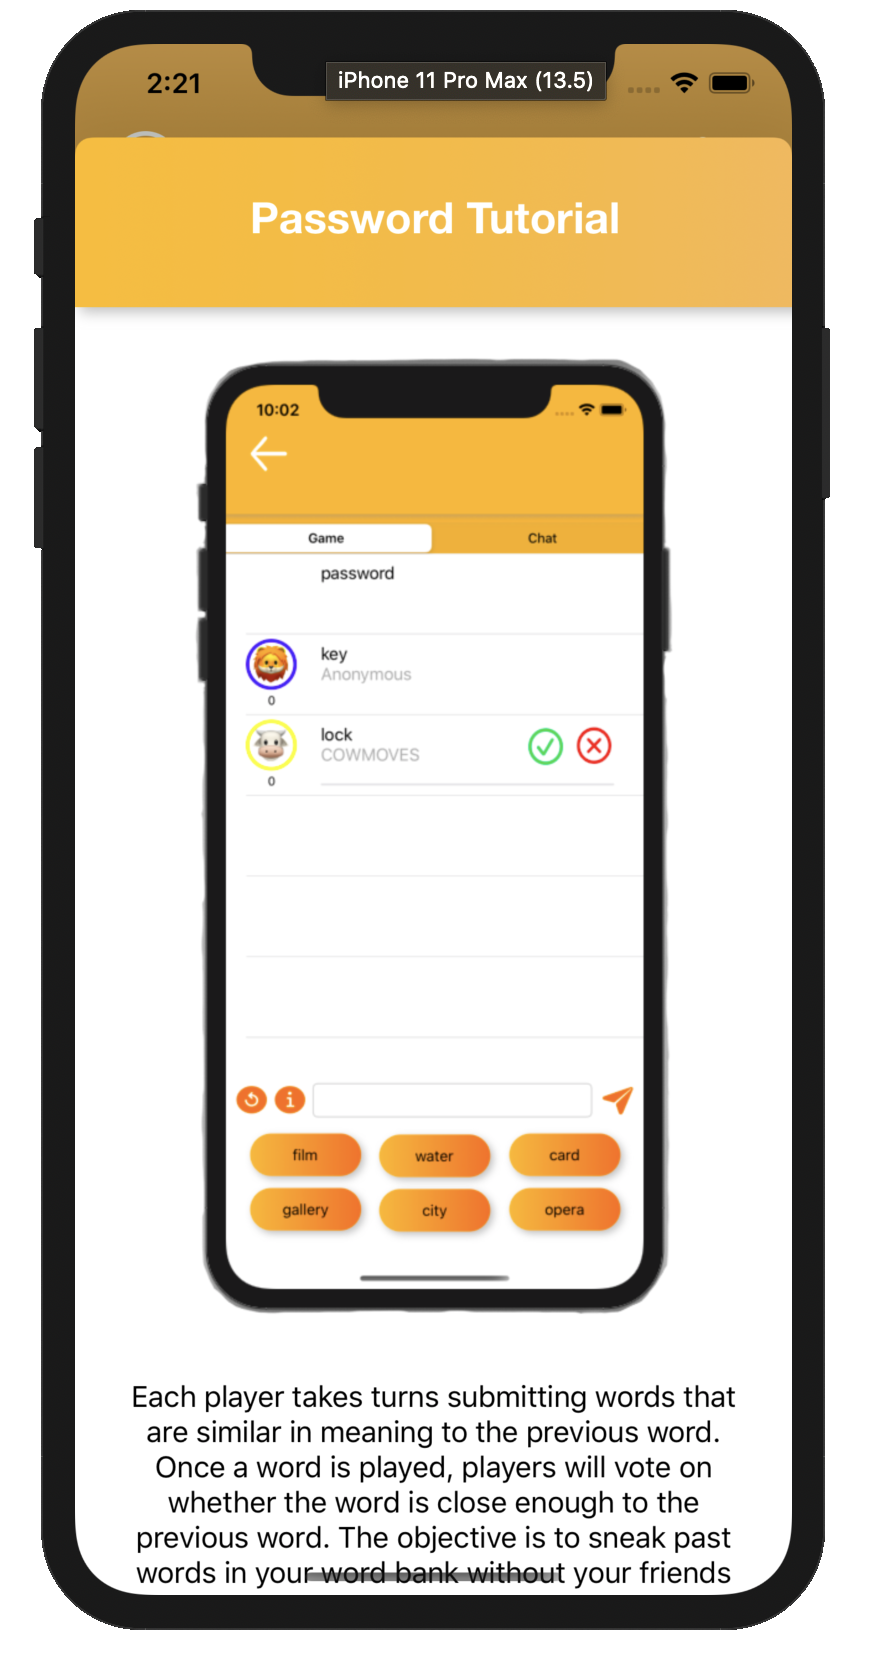 2:21
iPhone 11 Pro Max (13.5)
Password Tutorial
10:02
Game
Chat
password
key
Anonymous
0
lock
COWMOVES
0
film
water
card
gallery
city
opera
Each player takes turns submitting words that
are similar in meaning to the previous word.
Once a word is played, players will vote on
whether the word is close enough to the
previous word. The objective is to sneak past
words in your word bank without your friends